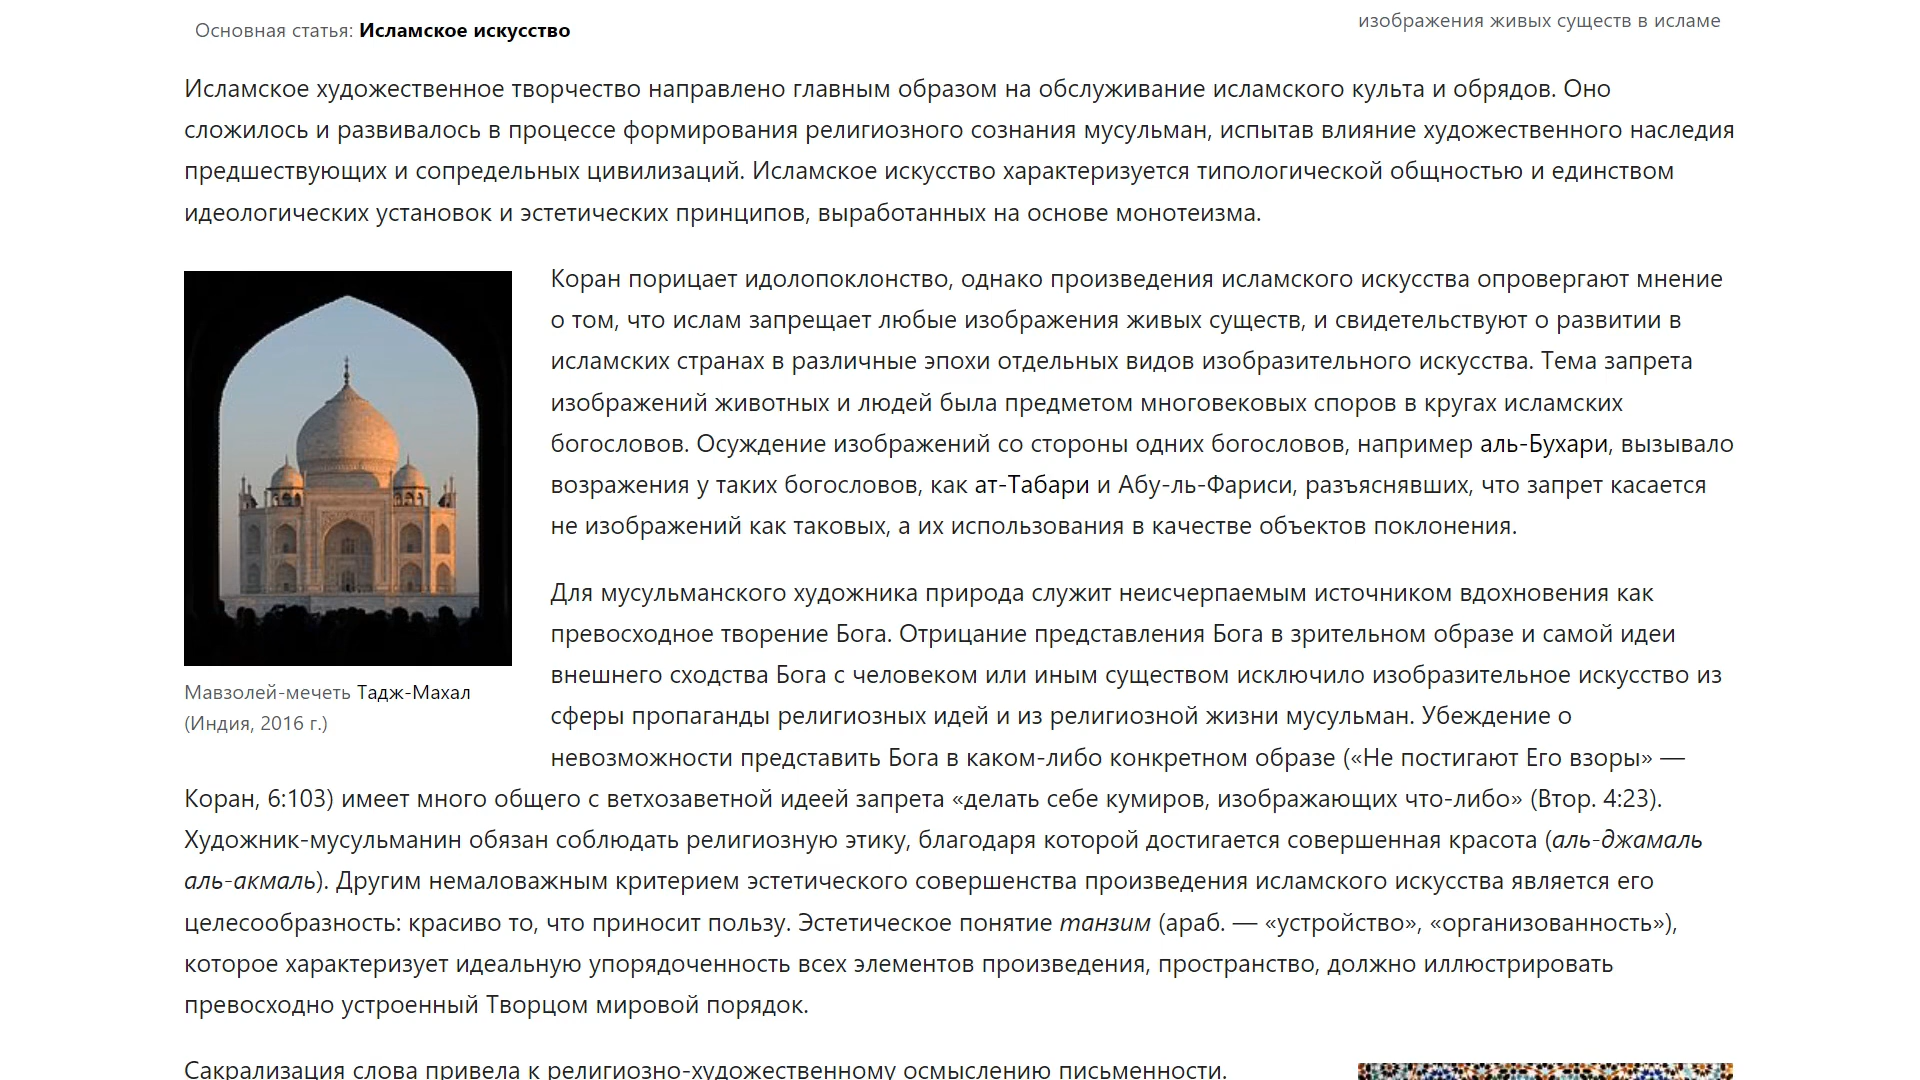 изображения живых существ в исламе
Основная статья: Исламское искусство
Исламское художественное творчество направлено главным образом на обслуживание исламского культа и обрядов. Оно
сложилось и развивалось в процессе формирования религиозного сознания мусульман, испытав влияние художественного наследия
предшествующих и сопредельных цивилизаций. Исламское искусство характеризуется типологической общностью и единством
идеологических установок и эстетических принципов, выработанных на основе монотеизма.
Коран порицает идолопоклонство, однако произведения исламского искусства опровергают мнение
о том, что ислам запрещает любые изображения живых существ, и свидетельствуют о развитии в
исламских странах в различные эпохи отдельных видов изобразительного искусства. Тема запрета
изображений животных и людей была предметом многовековых споров в кругах исламских
богословов. Осуждение изображений со стороны одних богословов, например аль-Бухари, вызывало
возражения у таких богословов, как ат-Табари и Абу-ль-Фариси, разъяснявших, что запрет касается
не изображений как таковых, а их использования в качестве объектов поклонения.
Мавзолей-мечеть Тадж-Махал
(Индия, 2016 г.)
Для мусульманского художника природа служит неисчерпаемым источником вдохновения как
превосходное творение Бога. Отрицание представления Бога в зрительном образе и самой идеи
внешнего сходства Бога с человеком или иным существом исключило изобразительное искусство из
сферы пропаганды религиозных идей и из религиозной жизни мусульман. Убеждение о
невозможности представить Бога в каком-либо конкретном образе («Не постигают Его взоры» —
Коран, 6:103) имеет много общего с ветхозаветной идеей запрета «делать себе кумиров, изображающих что-либо» (Втор. 4:23).
Художник-мусульманин обязан соблюдать религиозную этику, благодаря которой достигается совершенная красота (аль-джамаль
аль-акмаль). Другим немаловажным критерием эстетического совершенства произведения исламского искусства является его
целесообразность: красиво то, что приносит пользу. Эстетическое понятие танзим (араб. — «устройство», «организованность»),
которое характеризует идеальную упорядоченность всех элементов произведения, пространство, должно иллюстрировать
превосходно устроенный Творцом мировой порядок.
Сакрализация слова привела к религиозно-художественному осмыслению письменности.